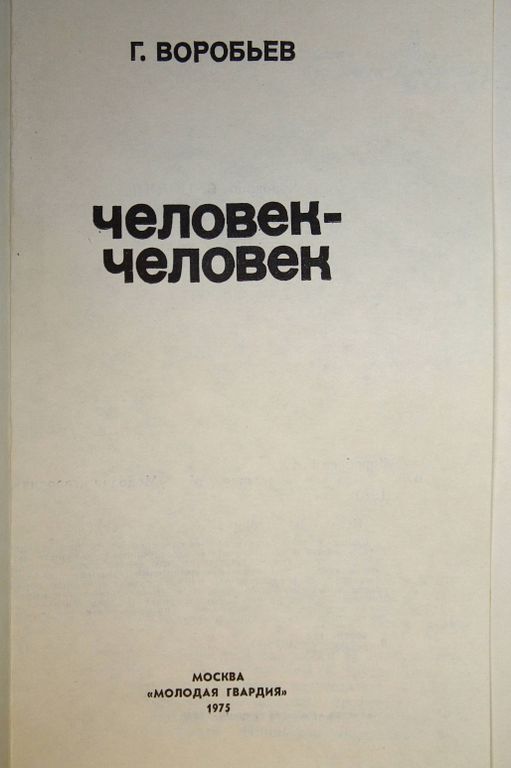 Г. ВОРОБЬЕВ
человек-
человек
МОСКВА
«МОЛОДАЯ ГВАРДИЯ»
1975